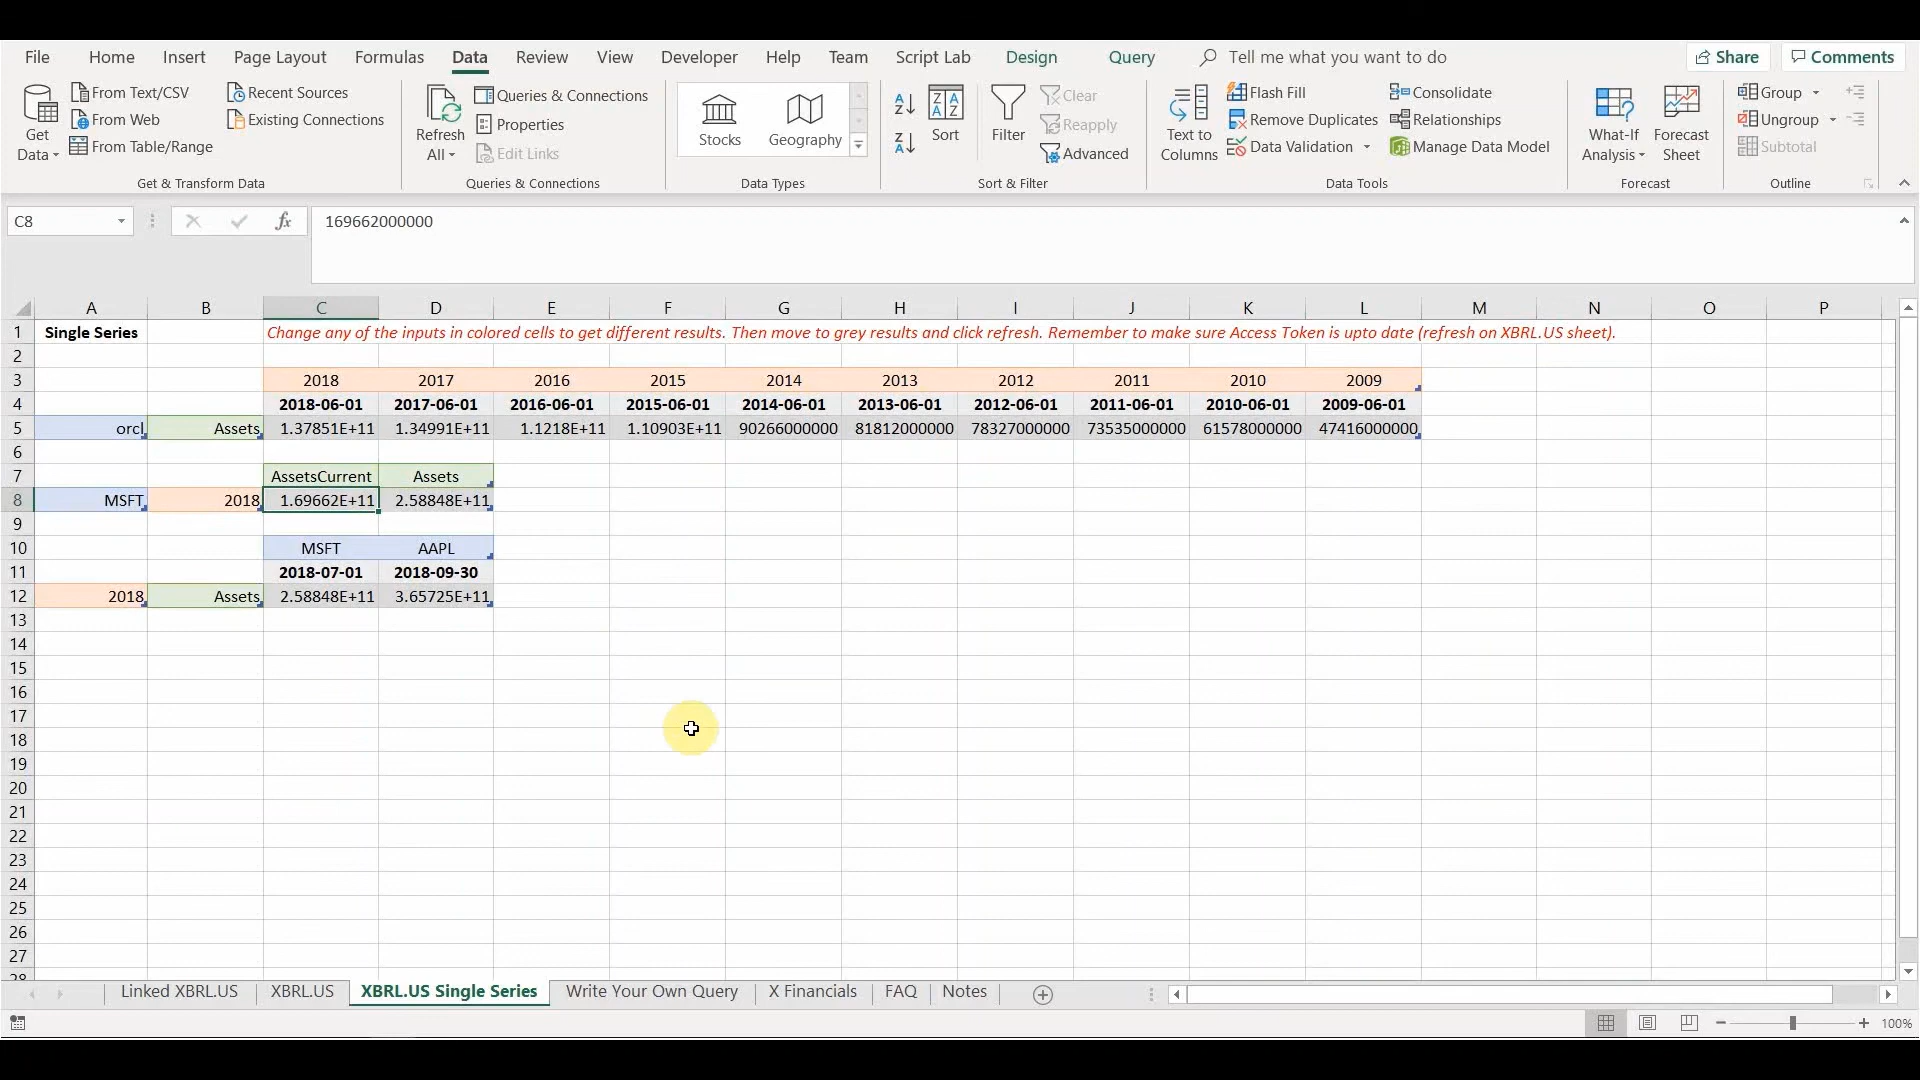 File Home Insert Page Layout Formulas Data Review View Developer Help Team Script Lab Design Query Tell me what you want to do Share Comments
Get Data
From Text/CSV
From Web
From Table/Range
Recent Sources
Existing Connections
Get & Transform Data
Refresh All
Queries & Connections
Properties
Edit Links
Queries & Connections
Stocks
Geography
Data Types
Sort
Filter
Clear
Reapply
Advanced
Sort & Filter
Text to Columns
Flash Fill
Remove Duplicates
Data Validation
Consolidate
Relationships
Manage Data Model
Data Tools
What-If Analysis
Forecast Sheet
Forecast
Group
Ungroup
Subtotal
Outline
C8 fx 169662000000
A B C D E F G H I J K L M N O P
1 Single Series Change any of the inputs in colored cells to get different results. Then move to grey results and click refresh. Remember to make sure Access Token is upto date (refresh on XBRL.US sheet).
2
3 2018 2017 2016 2015 2014 2013 2012 2011 2010 2009
4 2018-06-01 2017-06-01 2016-06-01 2015-06-01 2014-06-01 2013-06-01 2012-06-01 2011-06-01 2010-06-01 2009-06-01
5 orcl Assets 1.37851E+11 1.34991E+11 1.1218E+11 1.10903E+11 90266000000 81812000000 78327000000 73535000000 61578000000 47416000000
6
7 AssetsCurrent Assets
8 MSFT 2018 1.69662E+11 2.58848E+11
9
10 MSFT AAPL
11 2018-07-01 2018-09-30
12 2018 Assets 2.58848E+11 3.65725E+11
13
14
15
16
17
18
19
20
21
22
23
24
25
26
27
28
Linked XBRL.US XBRL.US XBRL.US Single Series Write Your Own Query X Financials FAQ Notes
100%